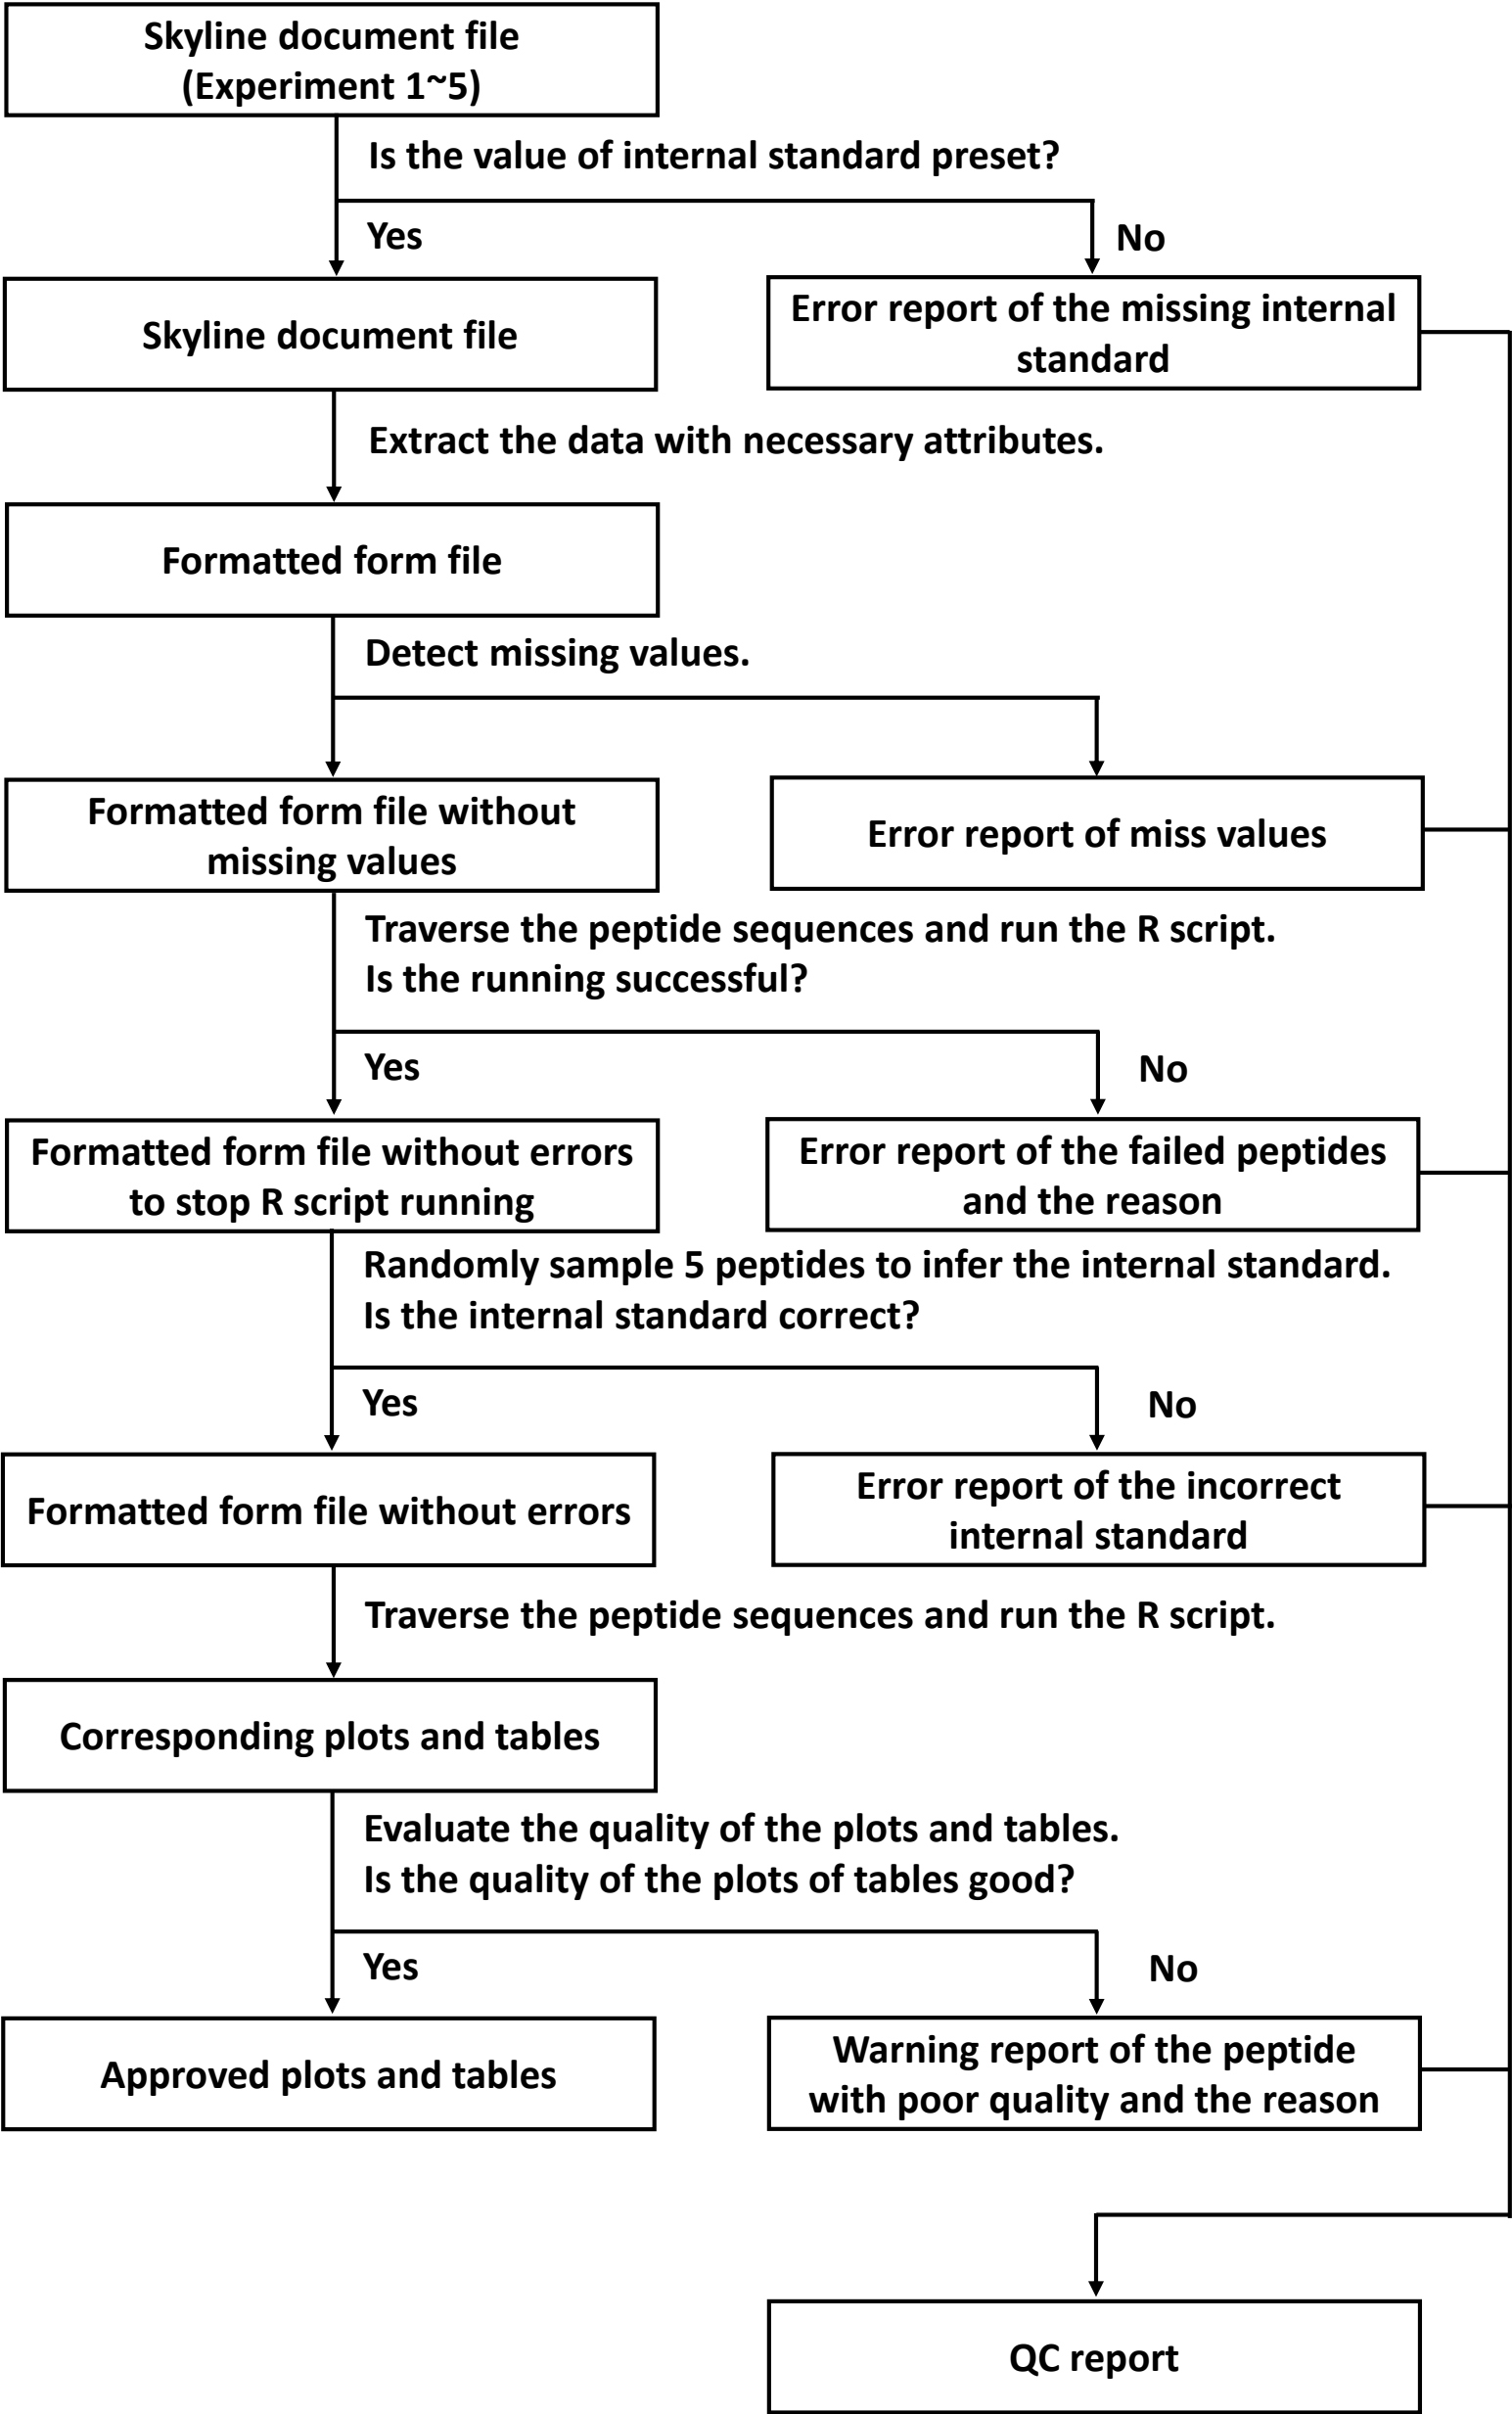 Skyline document file
(Experiment 1~5)
Is the value of internal standard preset?
Yes
No
Skyline document file
Error report of the missing internal
standard
Extract the data with necessary attributes.
Formatted form file
Detect missing values.
Formatted form file without
missing values
Error report of miss values
Traverse the peptide sequences and run the R script.
Is the running successful?
Yes
No
Formatted form file without errors
to stop R script running
Error report of the failed peptides
and the reason
Randomly sample 5 peptides to infer the internal standard.
Is the internal standard correct?
Yes
No
Formatted form file without errors
Error report of the incorrect
internal standard
Traverse the peptide sequences and run the R script.
Corresponding plots and tables
Evaluate the quality of the plots and tables.
Is the quality of the plots of tables good?
Yes
No
Approved plots and tables
Warning report of the peptide
with poor quality and the reason
QC report